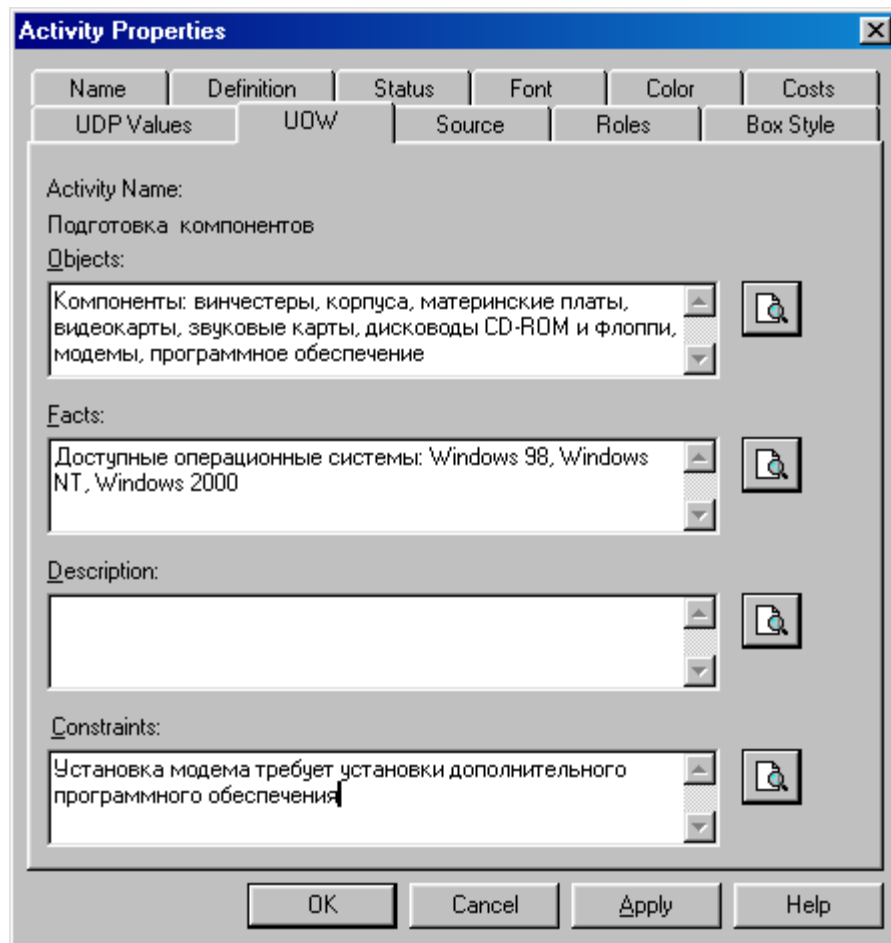 Activity Properties
Name Definition Status Font Color Costs
UDP Values UOW Source Roles Box Style
Activity Name:
Подготовка компонентов
Objects:
Компоненты: винчестеры, корпуса, материнские платы,
видеокарты, звуковые карты, дисководы CD-ROM и флоппи,
модемы, программное обеспечение
Facts:
Доступные операционные системы: Windows 98, Windows
NT, Windows 2000
Description:
Constraints:
Установка модема требует установки дополнительного
программного обеспечения
OK Cancel Apply Help